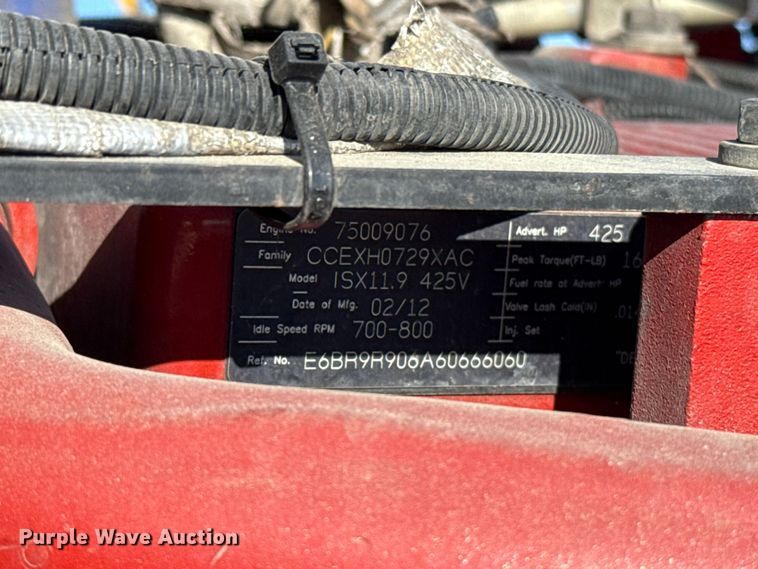 Engine No. 75009076 Advert. HP 425
Family CCEXH0729XAC Peak Torque(FT-LB) 16
Model ISX11.9 425V Fuel rate at Advert HP
Date of Mfg. 02/12 Valve Lash Cold(IN)
Idle Speed RPM 700-800 Inj. Set
Ref. No. E6BR9R906A60666060
Purple Wave Auction